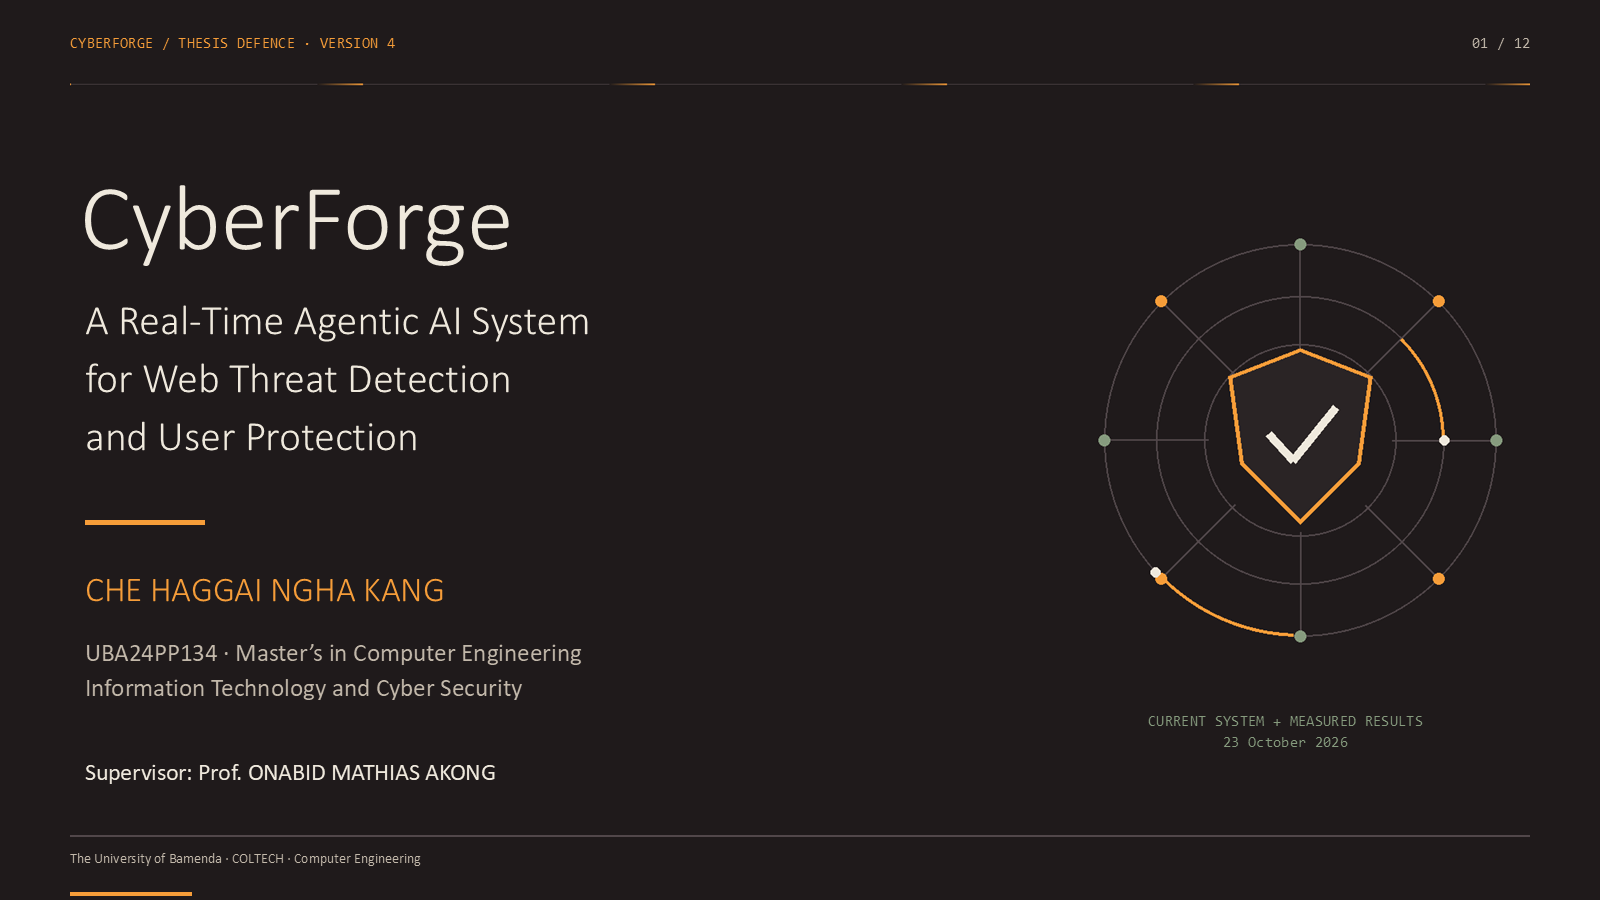 CYBERFORGE / THESIS DEFENCE · VERSION 4
01 / 12
CyberForge
A Real-Time Agentic AI System
for Web Threat Detection
and User Protection
CHE HAGGAI NGHA KANG
UBA24PP134 · Master’s in Computer Engineering
Information Technology and Cyber Security
Supervisor: Prof. ONABID MATHIAS AKONG
CURRENT SYSTEM + MEASURED RESULTS
23 October 2026
The University of Bamenda · COLTECH · Computer Engineering